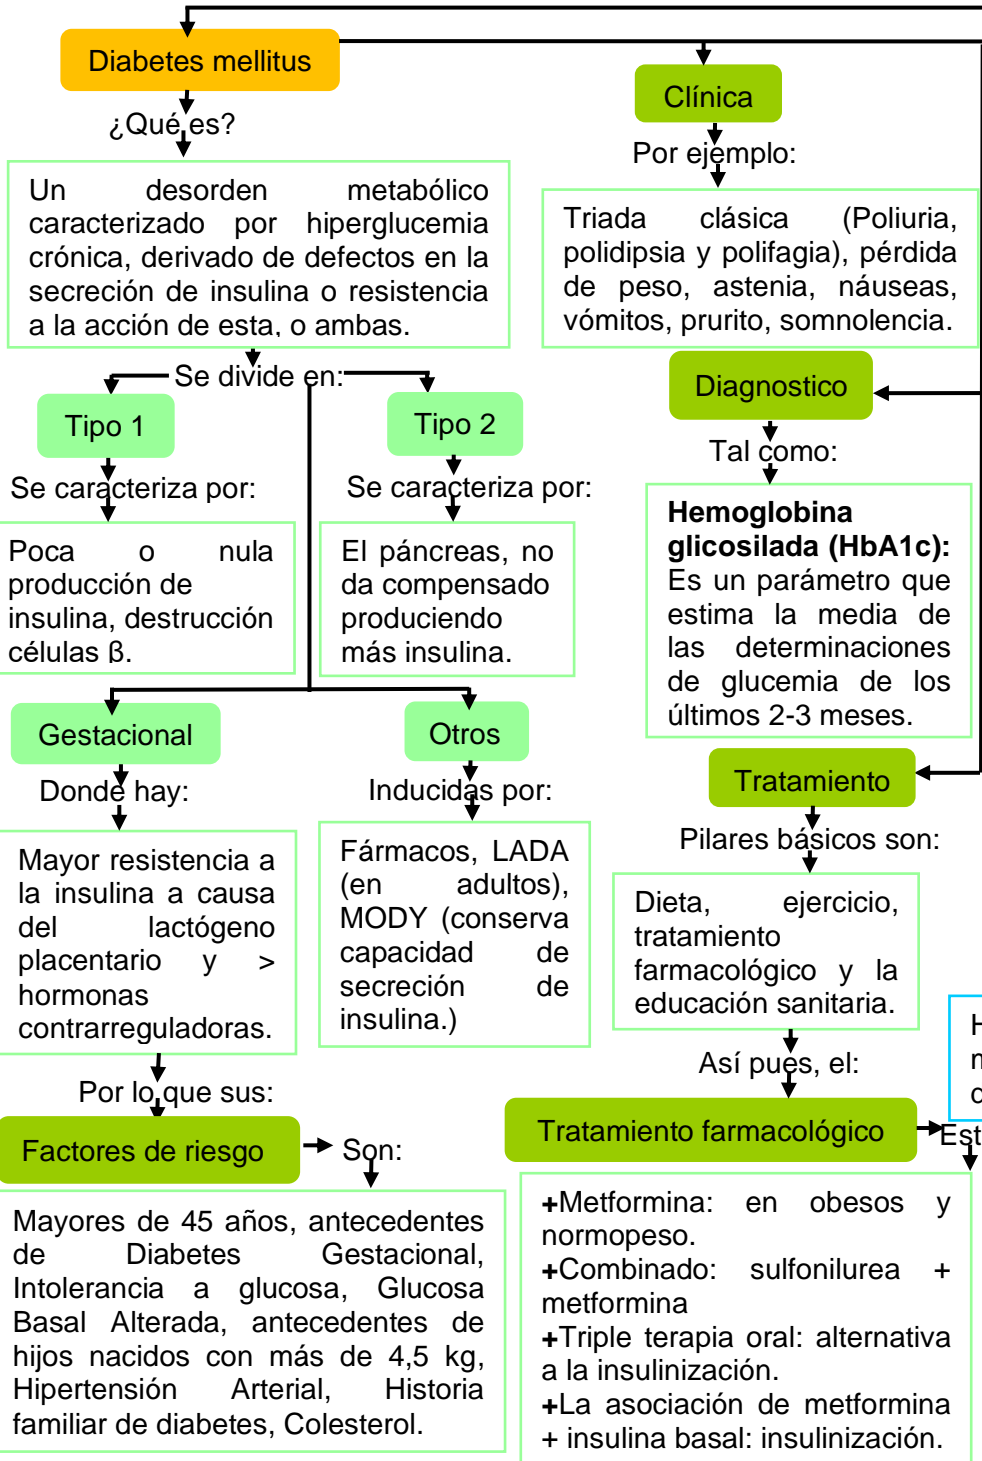 Diabetes mellitus
¿Qué es?
Un desorden metabólico
caracterizado por hiperglucemia
crónica, derivado de defectos en la
secreción de insulina o resistencia
a la acción de esta, o ambas.
Se divide en:
Tipo 1
Se caracteriza por:
Poca o nula
producción de
insulina, destrucción
células ß.
Tipo 2
Se caracteriza por:
El páncreas, no
da compensado
produciendo
más insulina.
Gestacional
Donde hay:
Mayor resistencia a
la insulina a causa
del lactógeno
placentario y >
hormonas
contrarreguladoras.
Otros
Inducidas por:
Fármacos, LADA
(en adultos),
MODY (conserva
capacidad de
secreción de
insulina.)
Por lo que sus:
Factores de riesgo
Son:
Mayores de 45 años, antecedentes
de Diabetes Gestacional,
Intolerancia a glucosa, Glucosa
Basal Alterada, antecedentes de
hijos nacidos con más de 4,5 kg,
Hipertensión Arterial, Historia
familiar de diabetes, Colesterol.
Clínica
Por ejemplo:
Triada clásica (Poliuria,
polidipsia y polifagia), pérdida
de peso, astenia, náuseas,
vómitos, prurito, somnolencia.
Diagnostico
Tal como:
Hemoglobina
glicosilada (HbA1c):
Es un parámetro que
estima la media de
las determinaciones
de glucemia de los
últimos 2-3 meses.
Tratamiento
Pilares básicos son:
Dieta, ejercicio,
tratamiento
farmacológico y la
educación sanitaria.
Así pues, el:
Tratamiento farmacológico
+Metformina: en obesos y
normopeso.
+Combinado: sulfonilurea +
metformina
+Triple terapia oral: alternativa
a la insulinización.
+La asociación de metformina
+ insulina basal: insulinización.